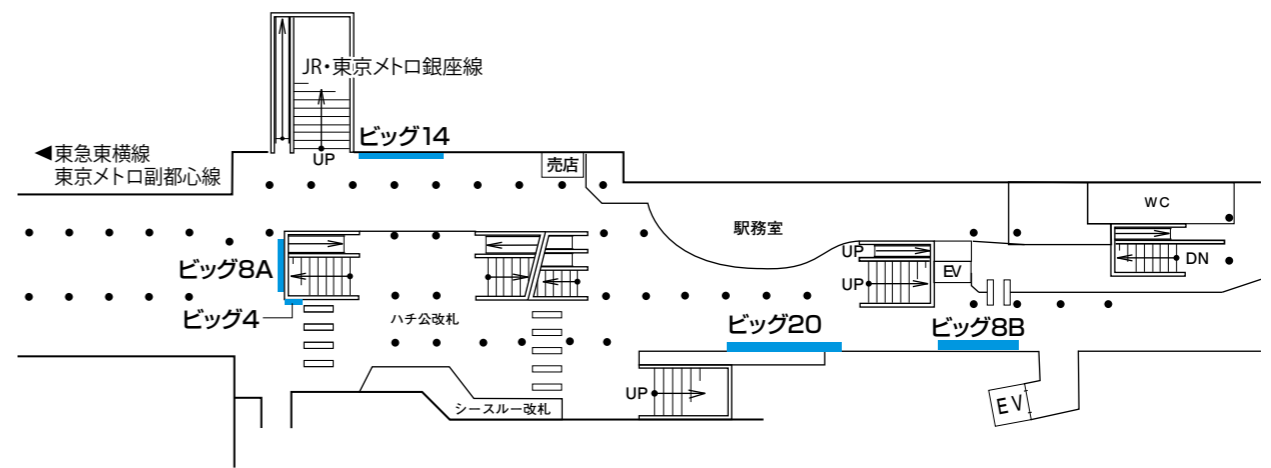 JR・東京メトロ銀座線
UP
ビッグ14
◀東急東横線
東京メトロ副都心線
売店
WC
駅務室
DN
ビッグ8A
UP
EV
UP
ビッグ4
ハチ公改札
ビッグ20
ビッグ8B
UP
シースルー改札
EV